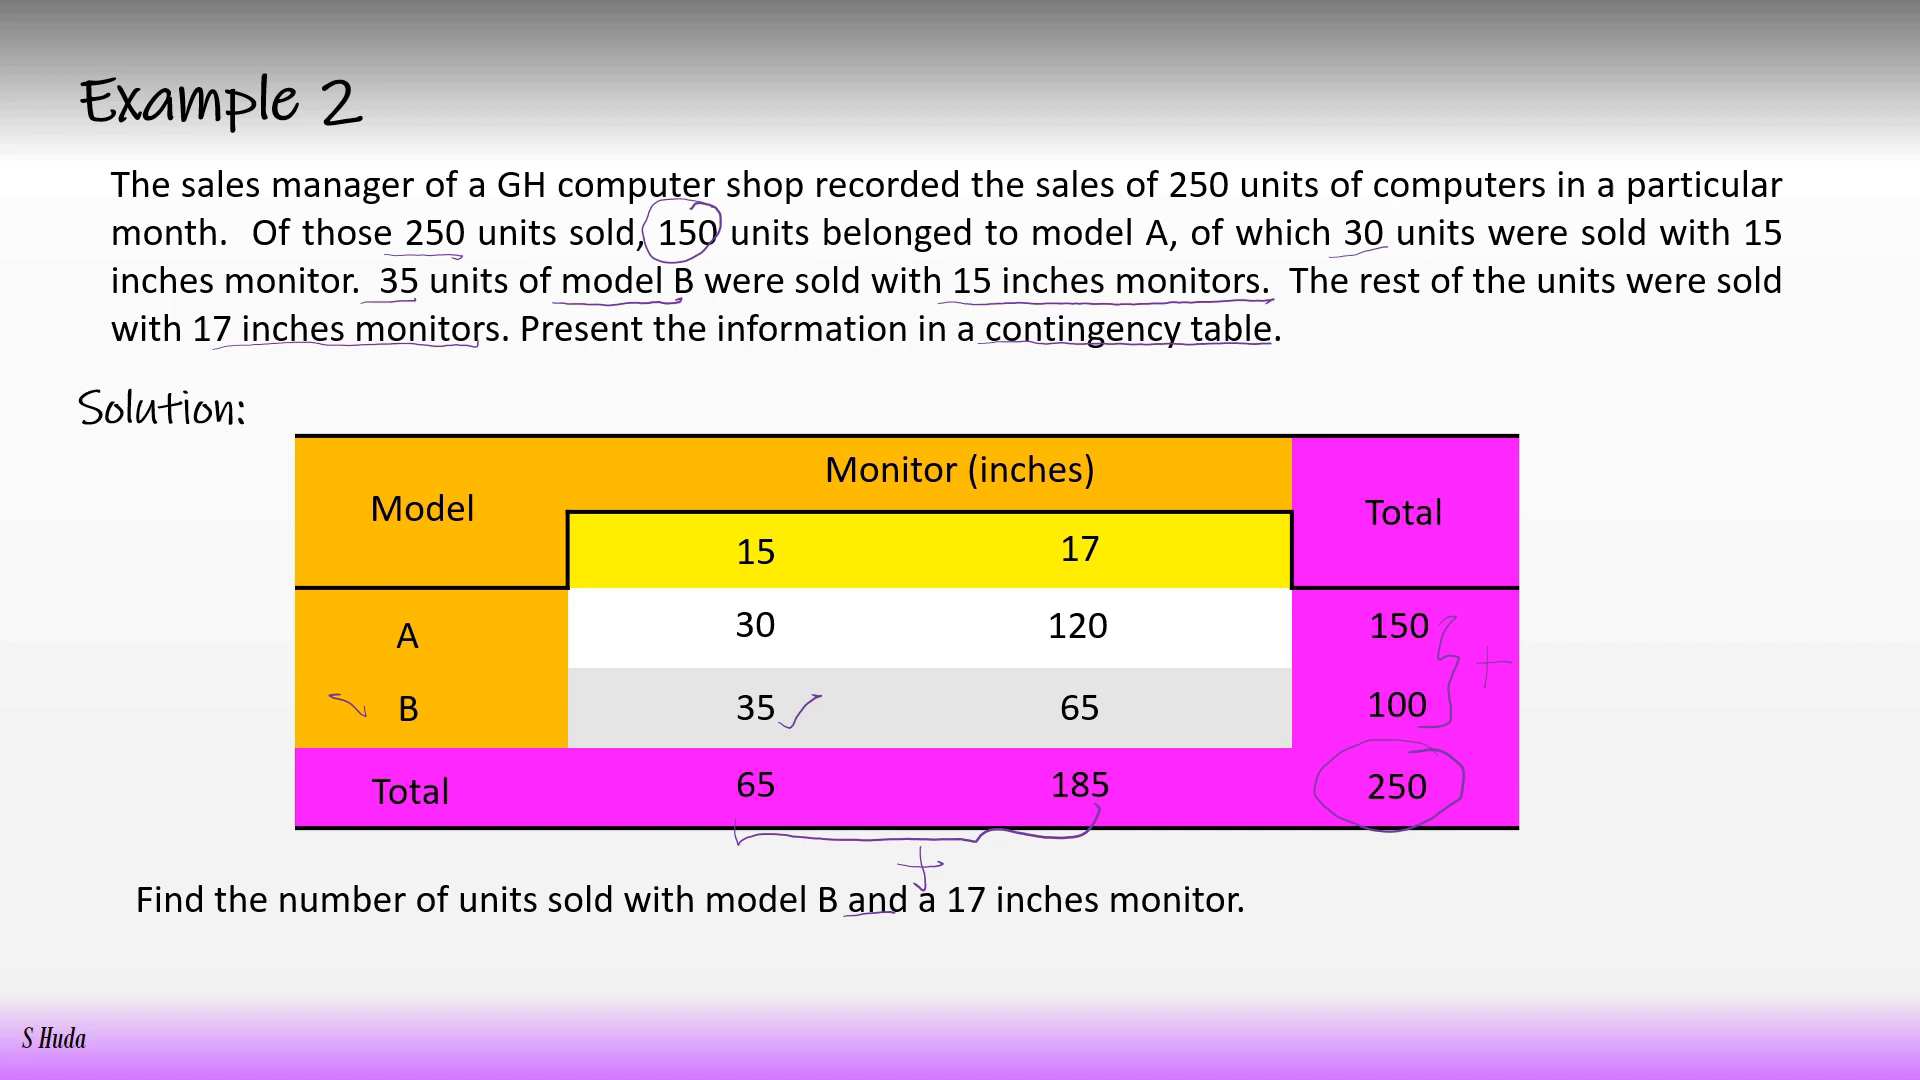 Example 2
The sales manager of a GH computer shop recorded the sales of 250 units of computers in a particular
month. Of those 250 units sold, 150 units belonged to model A, of which 30 units were sold with 15
inches monitor. 35 units of model B were sold with 15 inches monitors. The rest of the units were sold
with 17 inches monitors. Present the information in a contingency table.
Solution:
Model Monitor (inches) Total
15 17
A 30 120 150
B 35 65 100
+
Total 65 185 250
+
Find the number of units sold with model B and a 17 inches monitor.
S Huda